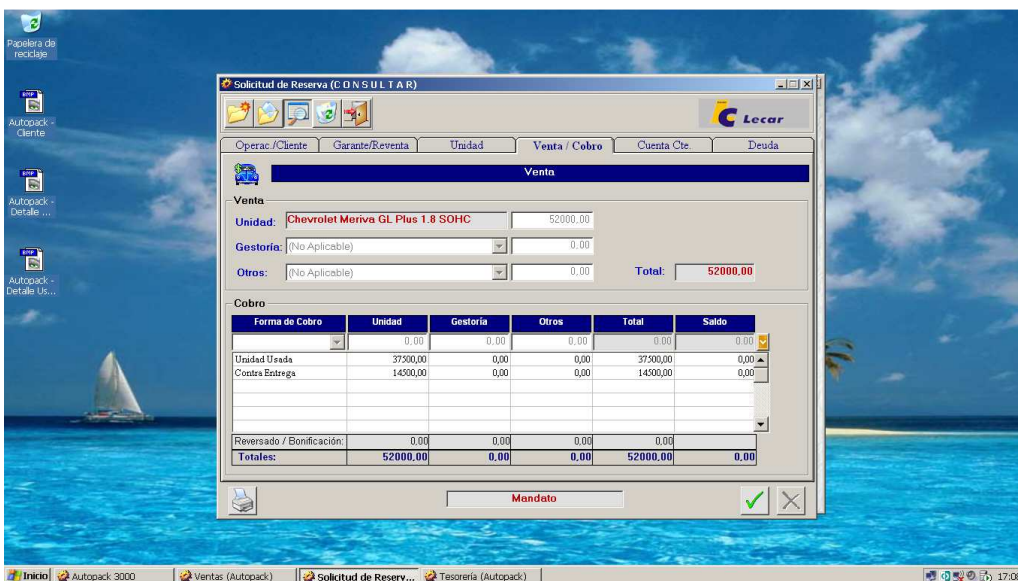 Papelera de
reciclaje
BMP
Autopack -
Cliente
BMP
Autopack -
Detalle ...
BMP
Autopack -
Detalle Us...
Solicitud de Reserva (C O N S U L T A R)
Lecar
Operac./Cliente Garante/Reventa Unidad Venta / Cobro Cuenta Cte. Deuda
Venta
Venta
Unidad: Chevrolet Meriva GL Plus 1.8 SOHC 52000,00
Gestoría: (No Aplicable) 0,00
Otros: (No Aplicable) 0,00 Total: 52000,00
Cobro
Forma de Cobro Unidad Gestoría Otros Total Saldo
0,00 0,00 0,00 0,00 0,00
Unidad Usada 37500,00 0,00 0,00 37500,00 0,00
Contra Entrega 14500,00 0,00 0,00 14500,00 0,00
Reversado / Bonificación: 0,00 0,00 0,00 0,00
Totales: 52000,00 0,00 0,00 52000,00 0,00
Mandato
Inicio Autopack 3000 Ventas (Autopack) Solicitud de Reserv... Tesorería (Autopack)